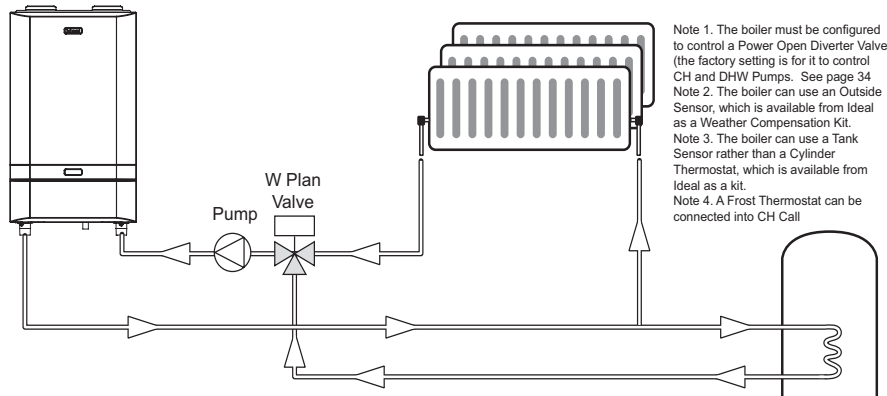 Note 1. The boiler must be configured
to control a Power Open Diverter Valve
(the factory setting is for it to control
CH and DHW Pumps.  See page 34
Note 2. The boiler can use an Outside
Sensor, which is available from Ideal
as a Weather Compensation Kit.
Note 3. The boiler can use a Tank
Sensor rather than a Cylinder
Thermostat, which is available from
Ideal as a kit.
Note 4. A Frost Thermostat can be
connected into CH Call
W Plan
Valve
Pump